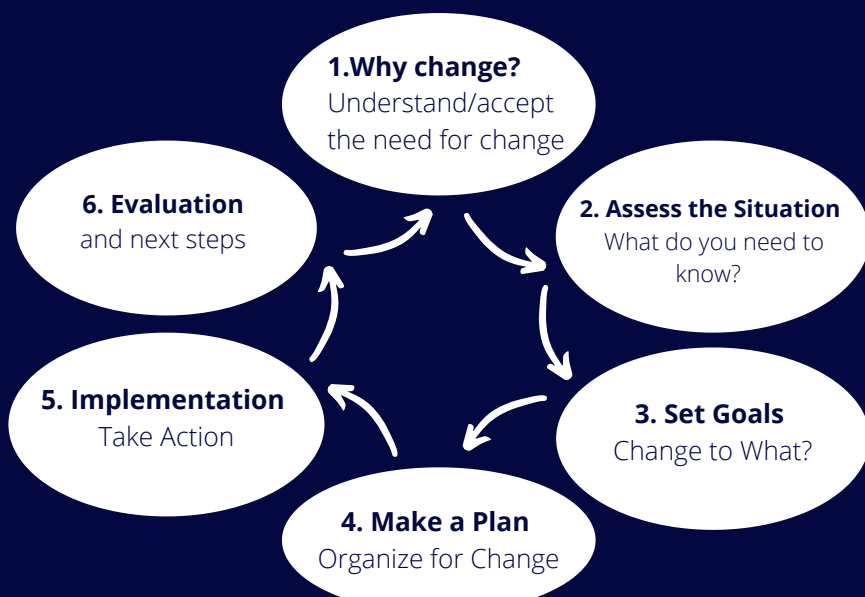 1.Why change?
Understand/accept
the need for change
2. Assess the Situation
What do you need to
know?
3. Set Goals
Change to What?
4. Make a Plan
Organize for Change
5. Implementation
Take Action
6. Evaluation
and next steps